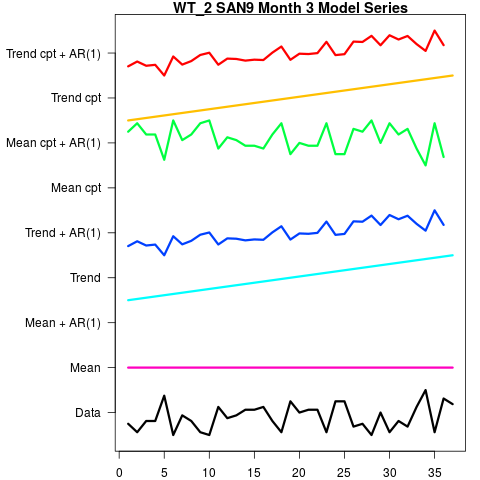 WT_2 SAN9 Month 3 Model Series
Trend cpt + AR(1)
Trend cpt
Mean cpt + AR(1)
Mean cpt
Trend + AR(1)
Trend
Mean + AR(1)
Mean
Data
0 5 10 15 20 25 30 35